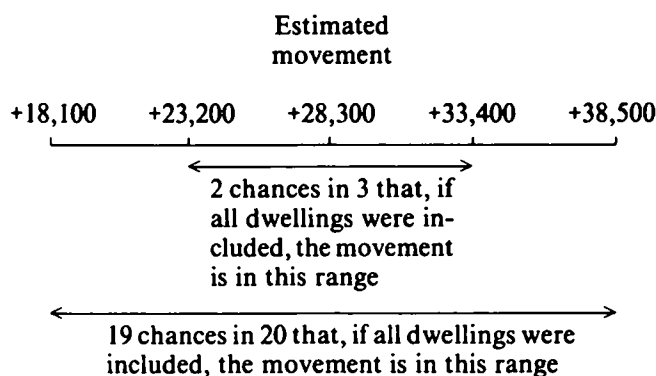 Estimated
movement
+18,100 +23,200 +28,300 +33,400 +38,500
2 chances in 3 that, if
all dwellings were in-
cluded, the movement
is in this range
19 chances in 20 that, if all dwellings were
included, the movement is in this range